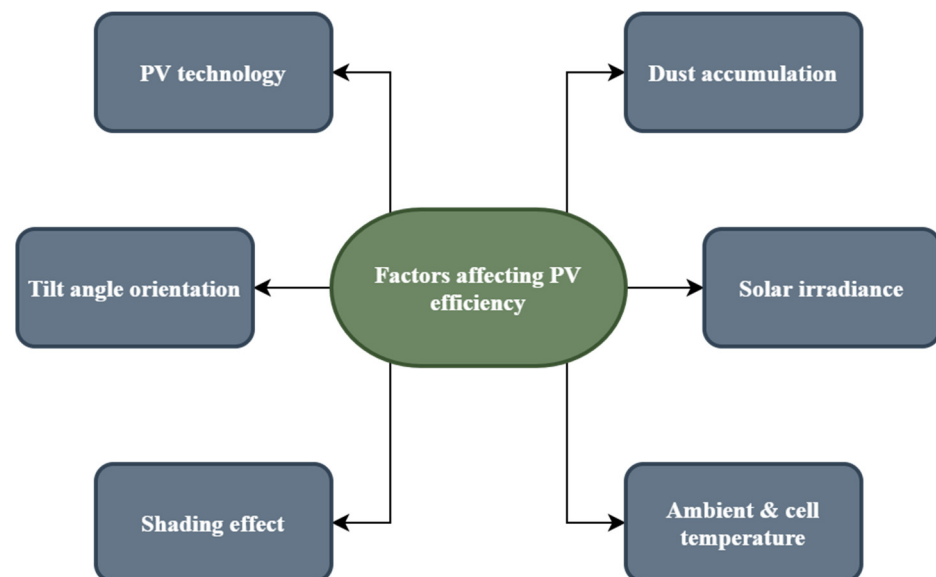 PV technology
Dust accumulation
Tilt angle orientation
Factors affecting PV
efficiency
Solar irradiance
Shading effect
Ambient & cell
temperature